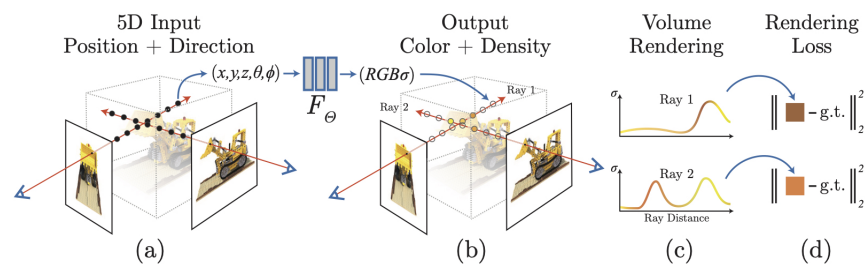 5D Input
Position + Direction
Output
Color + Density
Volume
Rendering
Rendering
Loss
(x,y,z,θ,ϕ)
F_Θ
(RGBσ)
Ray 1
Ray 2
σ
Ray 1
σ
Ray 2
Ray Distance
‖ − g.t. ‖₂²
‖ − g.t. ‖₂²
(a)
(b)
(c)
(d)